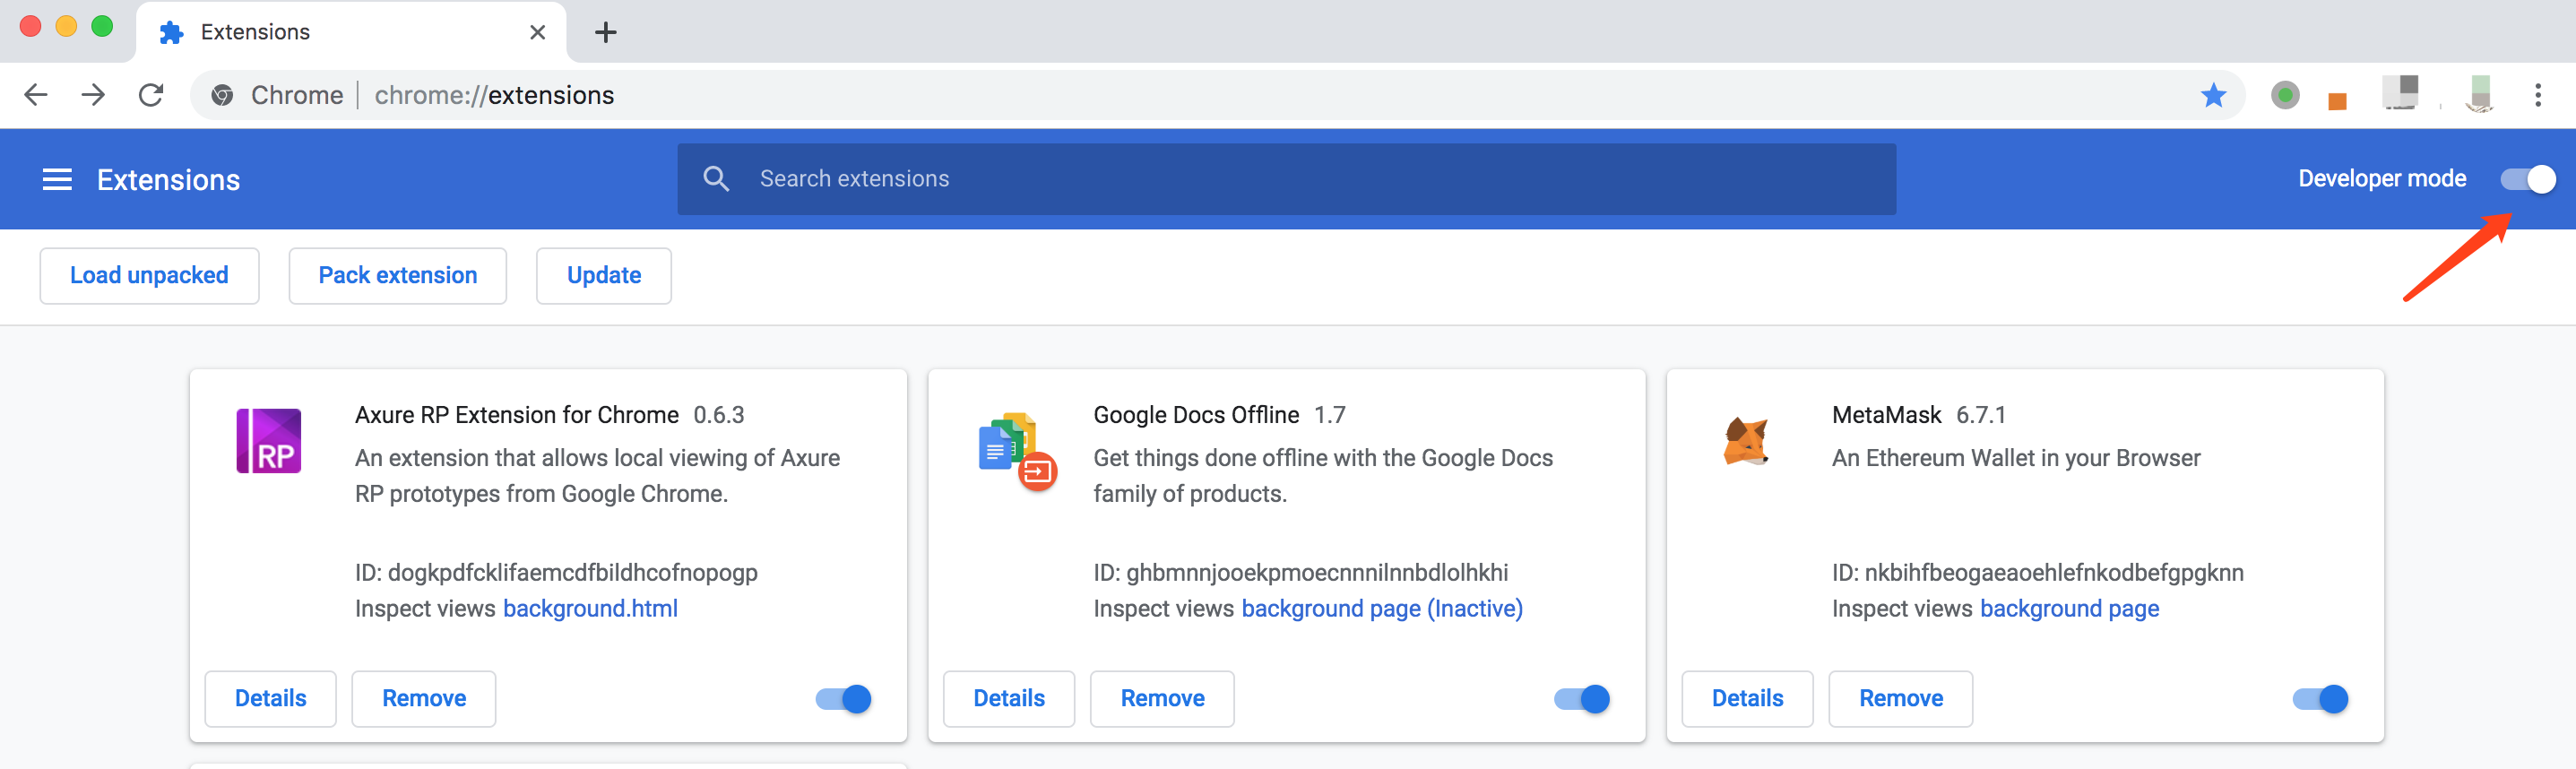 Extensions
Chrome chrome://extensions
Extensions
Search extensions
Developer mode
Load unpacked
Pack extension
Update
Axure RP Extension for Chrome 0.6.3
An extension that allows local viewing of Axure
RP prototypes from Google Chrome.
ID: dogkpdfcklifaemcdfbildhcofnopogp
Inspect views background.html
Details
Remove
RP
Google Docs Offline 1.7
Get things done offline with the Google Docs
family of products.
ID: ghbmnnjooekpmoecnnnilnnbdlolhkhi
Inspect views background page (Inactive)
Details
Remove
MetaMask 6.7.1
An Ethereum Wallet in your Browser
ID: nkbihfbeogaeaoehlefnkodbefgpgknn
Inspect views background page
Details
Remove